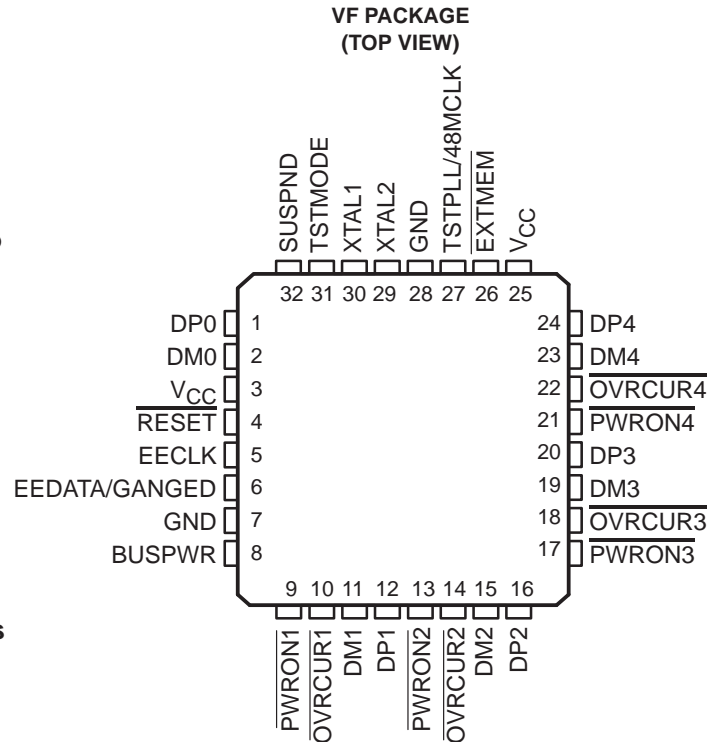 VF PACKAGE
(TOP VIEW)
SUSPND
TSTMODE
XTAL1
XTAL2
GND
TSTPLL/48MCLK
EXTMEM
VCC
32 31 30 29 28 27 26 25
DP0 1
DM0 2
VCC 3
RESET 4
EECLK 5
EEDATA/GANGED 6
GND 7
BUSPWR 8
24 DP4
23 DM4
22 OVRCUR4
21 PWRON4
20 DP3
19 DM3
18 OVRCUR3
17 PWRON3
9 10 11 12 13 14 15 16
PWRON1
OVRCUR1
DM1
DP1
PWRON2
OVRCUR2
DM2
DP2
s